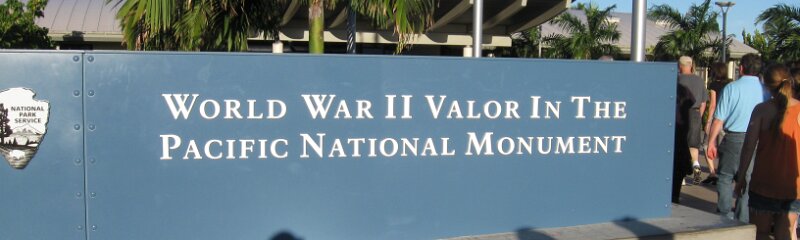 NATIONAL PARK
SERVICE
WORLD WAR II VALOR IN THE
PACIFIC NATIONAL MONUMENT